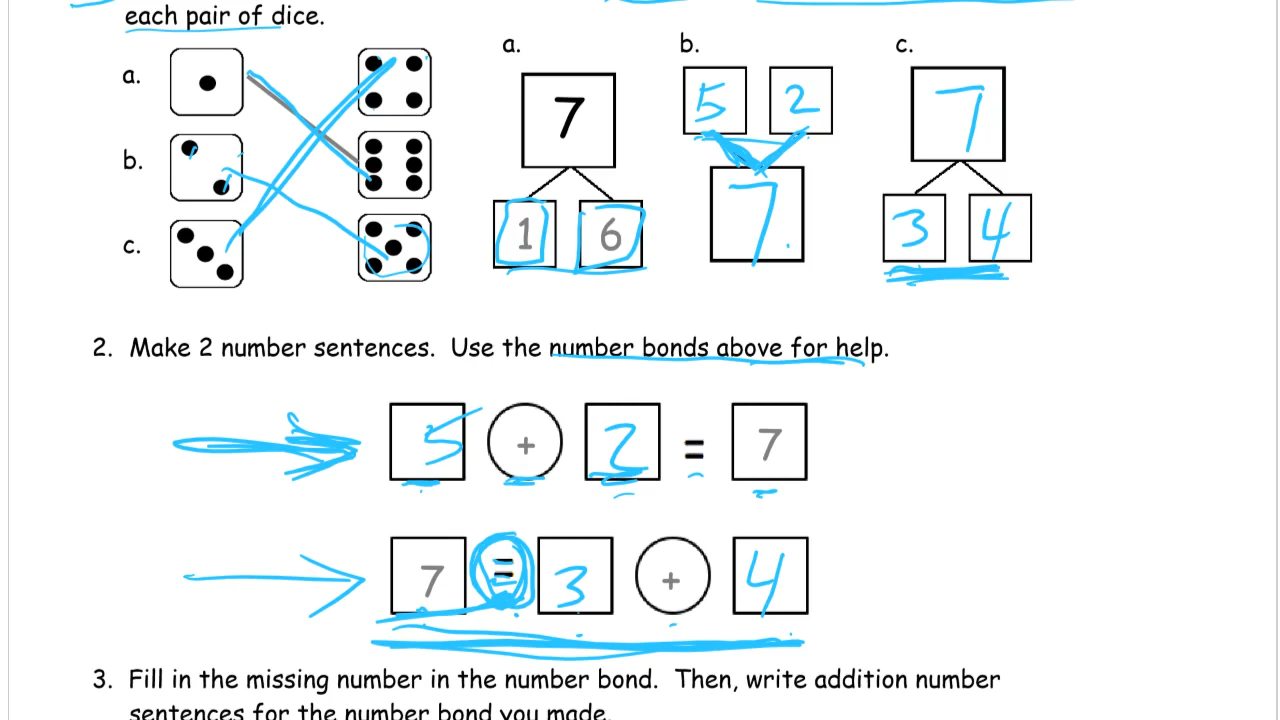 each pair of dice.
a. b. c.
a.
7
1 6
b.
5 2
7
c.
7
3 4
2. Make 2 number sentences. Use the number bonds above for help.
5 + 2 = 7
7 = 3 + 4
3. Fill in the missing number in the number bond. Then, write addition number
sentences for the number bond you made.